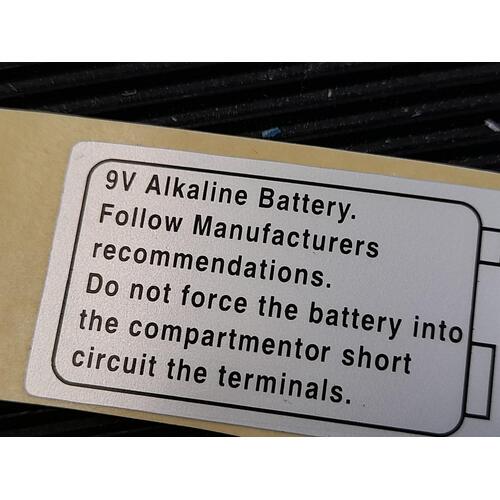 9V Alkaline Battery.
Follow Manufacturers
recommendations.
Do not force the battery into
the compartmentor short
circuit the terminals.